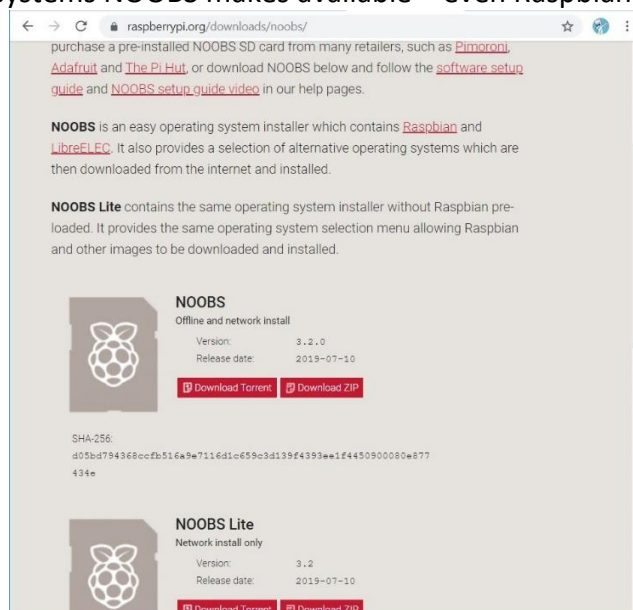 systems NOOBS makes available – even Raspbian
raspberrypi.org/downloads/noobs/
purchase a pre-installed NOOBS SD card from many retailers, such as Pimoroni,
Adafruit and The Pi Hut, or download NOOBS below and follow the software setup
guide and NOOBS setup guide video in our help pages.
NOOBS is an easy operating system installer which contains Raspbian and
LibreELEC. It also provides a selection of alternative operating systems which are
then downloaded from the internet and installed.
NOOBS Lite contains the same operating system installer without Raspbian pre-
loaded. It provides the same operating system selection menu allowing Raspbian
and other images to be downloaded and installed.
NOOBS
Offline and network install
Version: 3.2.0
Release date: 2019-07-10
Download Torrent Download ZIP
SHA-256:
d05bd794368ccfb516a9e7116d1c659c3d139f4393ee1f4450900080e877
434e
NOOBS Lite
Network install only
Version: 3.2
Release date: 2019-07-10
Download Torrent Download ZIP